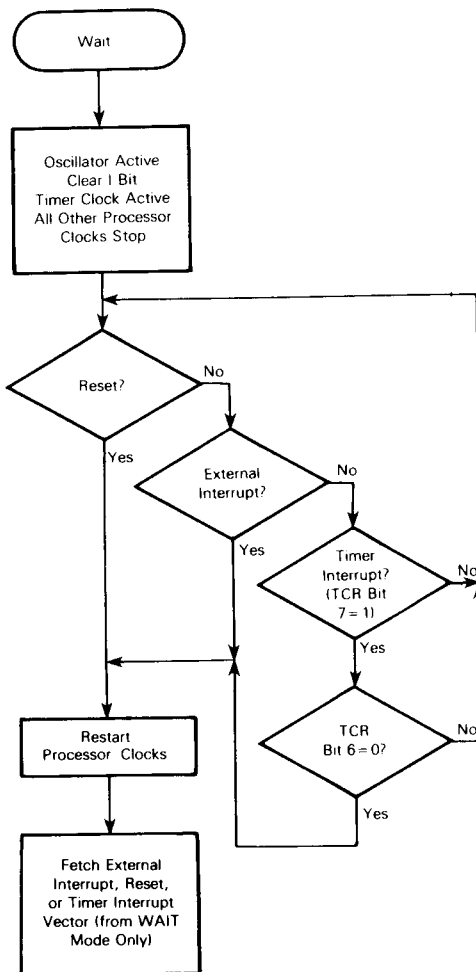 Wait
Oscillator Active
Clear I Bit
Timer Clock Active
All Other Processor
Clocks Stop
Reset?
No
Yes
External
Interrupt?
No
Yes
Timer
Interrupt?
(TCR Bit
7=1)
No
Yes
TCR
Bit 6=0?
No
Yes
Restart
Processor Clocks
Fetch External
Interrupt, Reset,
or Timer Interrupt
Vector (from WAIT
Mode Only)